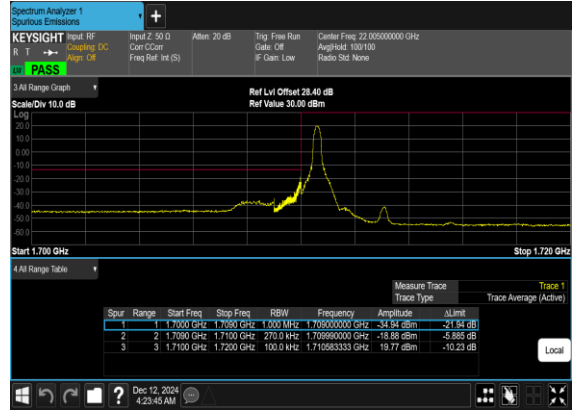 Spectrum Analyzer 1
Spurious Emissions
+
KEYSIGHT Input: RF Input Z: 50 Ω Atten: 20 dB Trig: Free Run Center Freq: 22.005000000 GHz
R T Coupling: DC Corr CCorr Gate: Off Avg|Hold: 100/100
Align: Off Freq Ref: Int (S) IF Gain: Low Radio Std: None
PASS
3 All Range Graph Ref Lvl Offset 28.40 dB
Scale/Div 10.0 dB Ref Value 30.00 dBm
Log
20.0
10.0
0.00
-10.0
-20.0
-30.0
-40.0
-50.0
-60.0
Start 1.700 GHz Stop 1.720 GHz
4 All Range Table
Measure Trace Trace 1
Trace Type Trace Average (Active)
Spur Range Start Freq Stop Freq RBW Frequency Amplitude ΔLimit
1 1 1.7000 GHz 1.7090 GHz 1.000 MHz 1.709000000 GHz -34.94 dBm -21.94 dB
2 2 1.7090 GHz 1.7100 GHz 270.0 kHz 1.709990000 GHz -18.88 dBm -5.885 dB
3 3 1.7100 GHz 1.7200 GHz 100.0 kHz 1.710583333 GHz 19.77 dBm -10.23 dB
Local
? Dec 12, 2024
4:23:45 AM